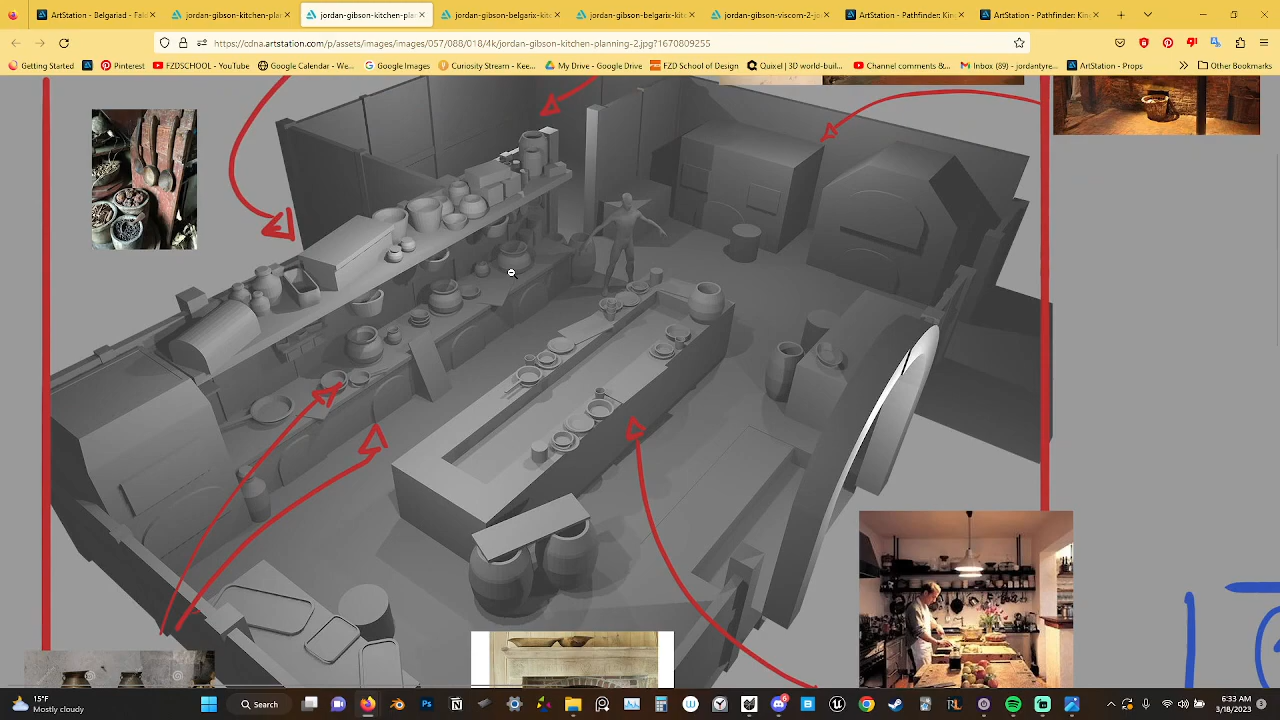 ArtStation - Belgarist - Fal
jordan-gibson-kitchen-plan
jordan-gibson-kitchen-pla
jordan-gibson-belgarix-kit
jordan-gibson-belgarix-kit
jordan-gibson-viscom-2-jo
ArtStation - Pathfinder: Kin
ArtStation - Pathfinder: Kin
https://cdna.artstation.com/p/assets/images/images/057/088/018/4k/jordan-gibson-kitchen-planning-2.jpg?1670809255
Getting Started
Pinterest
FZDSCHOOL - YouTube
Google Calendar - We...
Google Images
Curiosity Stream - Kee...
My Drive - Google Drive
FZD School of Design
Quixel | 3D world-buil...
Channel comments &...
Inbox (89) - jordantyre...
ArtStation - Props
Other Bookmarks
15°F
Mostly cloudy
Search
6:33 AM
3/18/2023